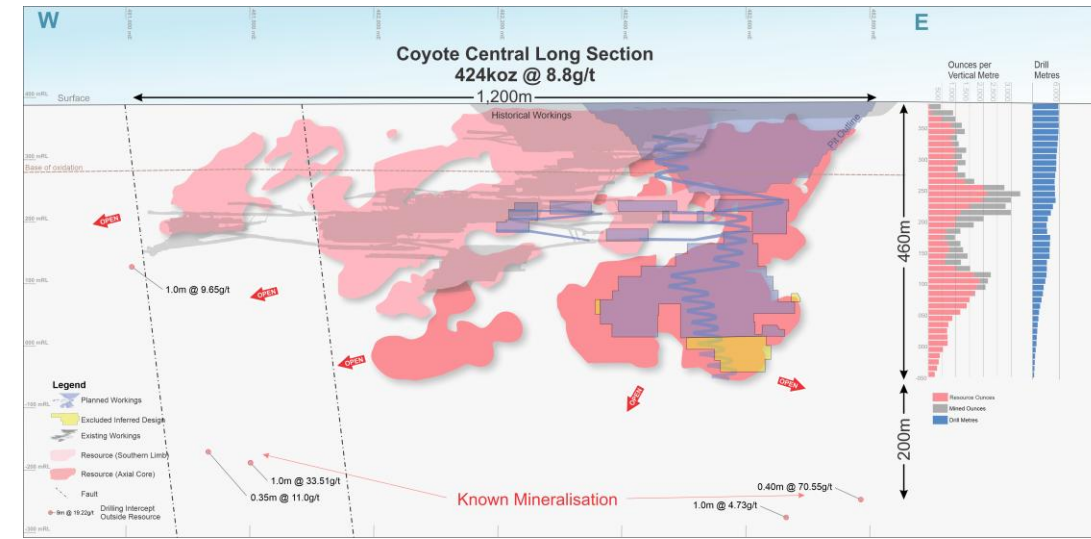 W
E
Coyote Central Long Section
424koz @ 8.8g/t
1,200m
Surface
Historical Workings
Pit Outline
Base of oxidation
Ounces per
Vertical Metre
Drill
Metres
460m
200m
OPEN
OPEN
OPEN
OPEN
OPEN
1.0m @ 9.65g/t
1.0m @ 33.51g/t
0.35m @ 11.0g/t
Known Mineralisation
0.40m @ 70.55g/t
1.0m @ 4.73g/t
Legend
Planned Workings
Excluded Inferred Design
Existing Workings
Resource (Southern Limb)
Resource (Axial Core)
Fault
9m @ 19.22g/t
Drilling Intercept
Outside Resource
Resource Ounces
Mined Ounces
Drill Metres